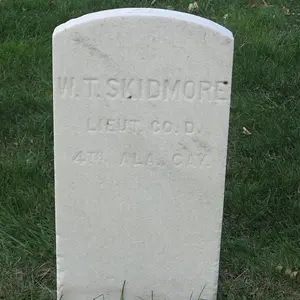 W. T. SKIDMORE
LIEUT. CO. D.
4TH ALA. CAV.